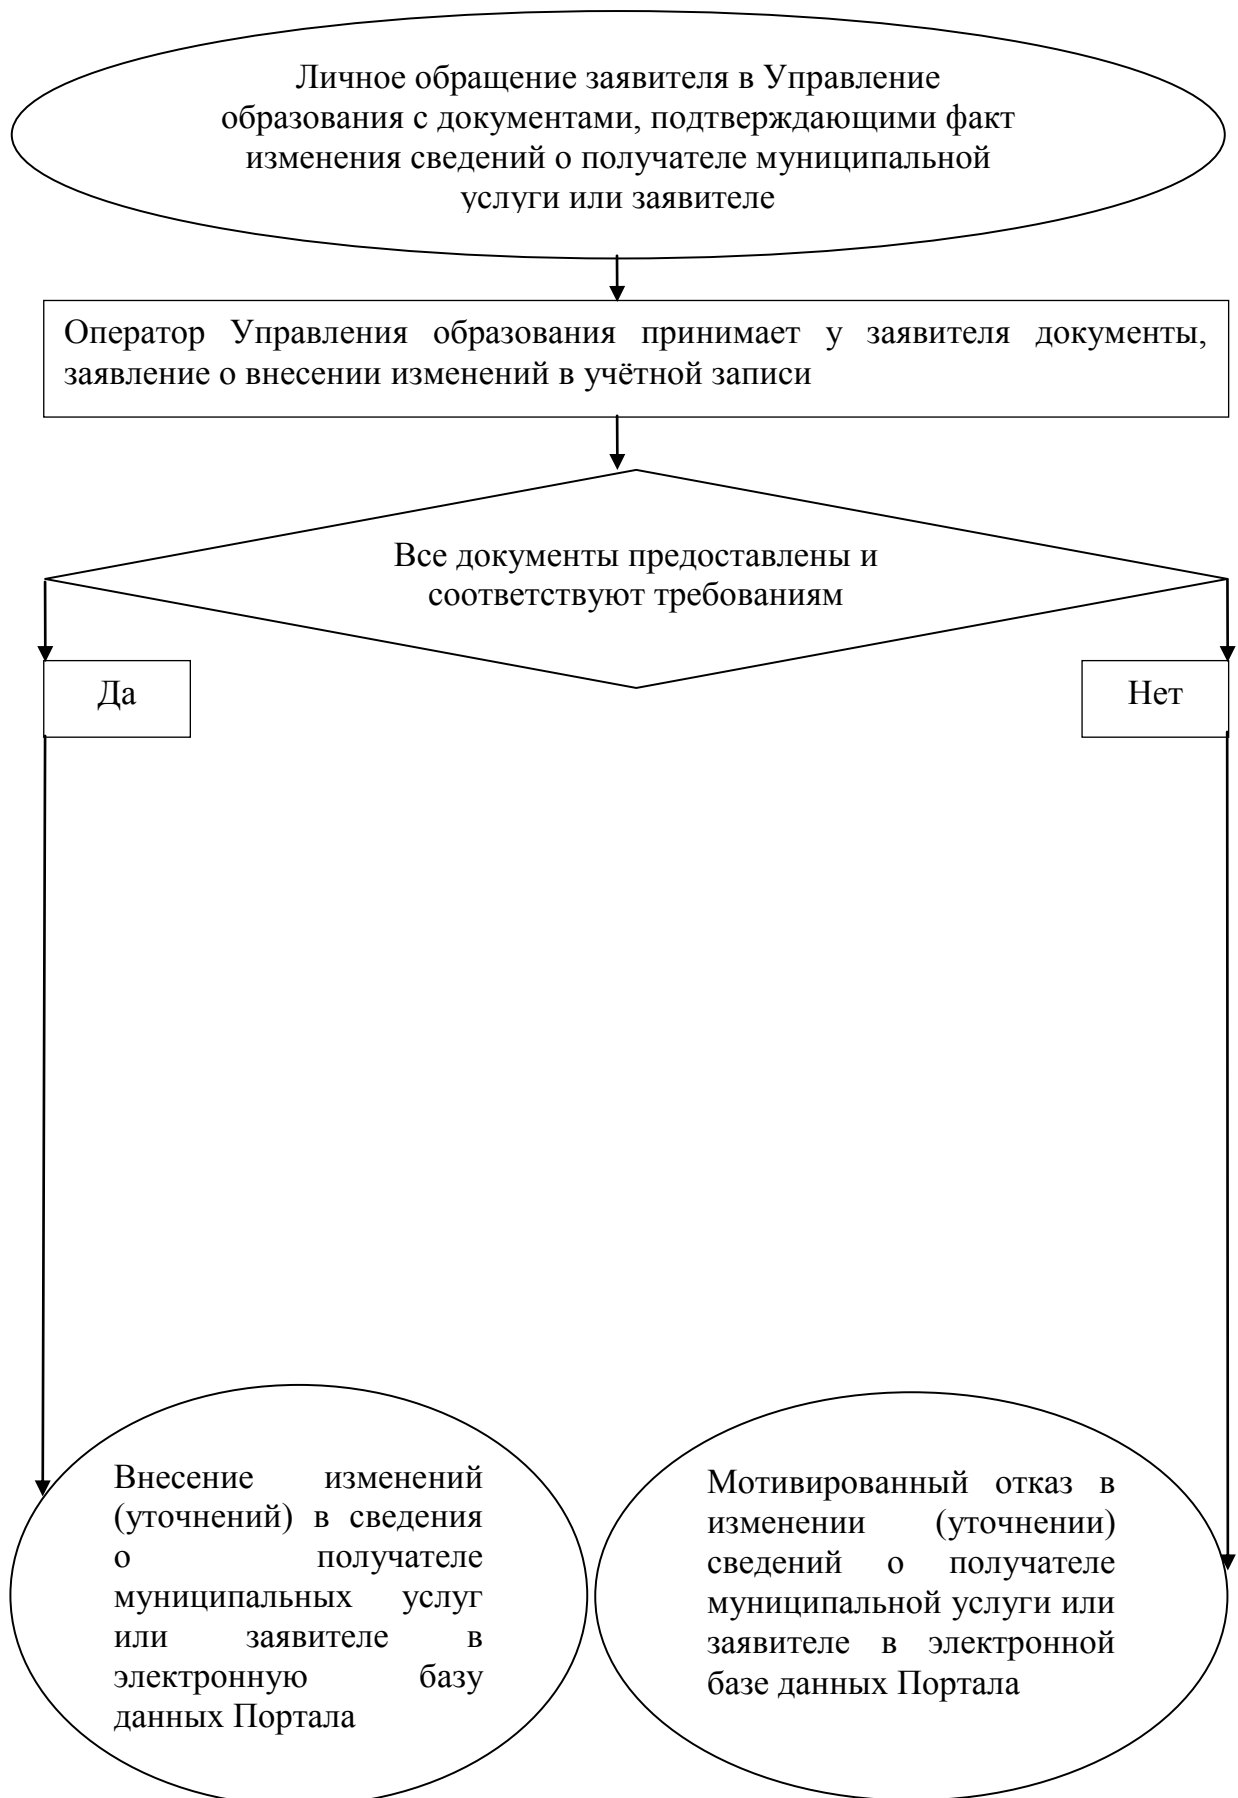 Личное обращение заявителя в Управление
образования с документами, подтверждающими факт
изменения сведений о получателе муниципальной
услуги или заявителе
Оператор Управления образования принимает у заявителя документы,
заявление о внесении изменений в учётной записи
Все документы предоставлены и
соответствуют требованиям
Да
Нет
Внесение изменений
(уточнений) в сведения
о получателе
муниципальных услуг
или заявителе в
электронную базу
данных Портала
Мотивированный отказ в
изменении (уточнении)
сведений о получателе
муниципальной услуги или
заявителе в электронной
базе данных Портала